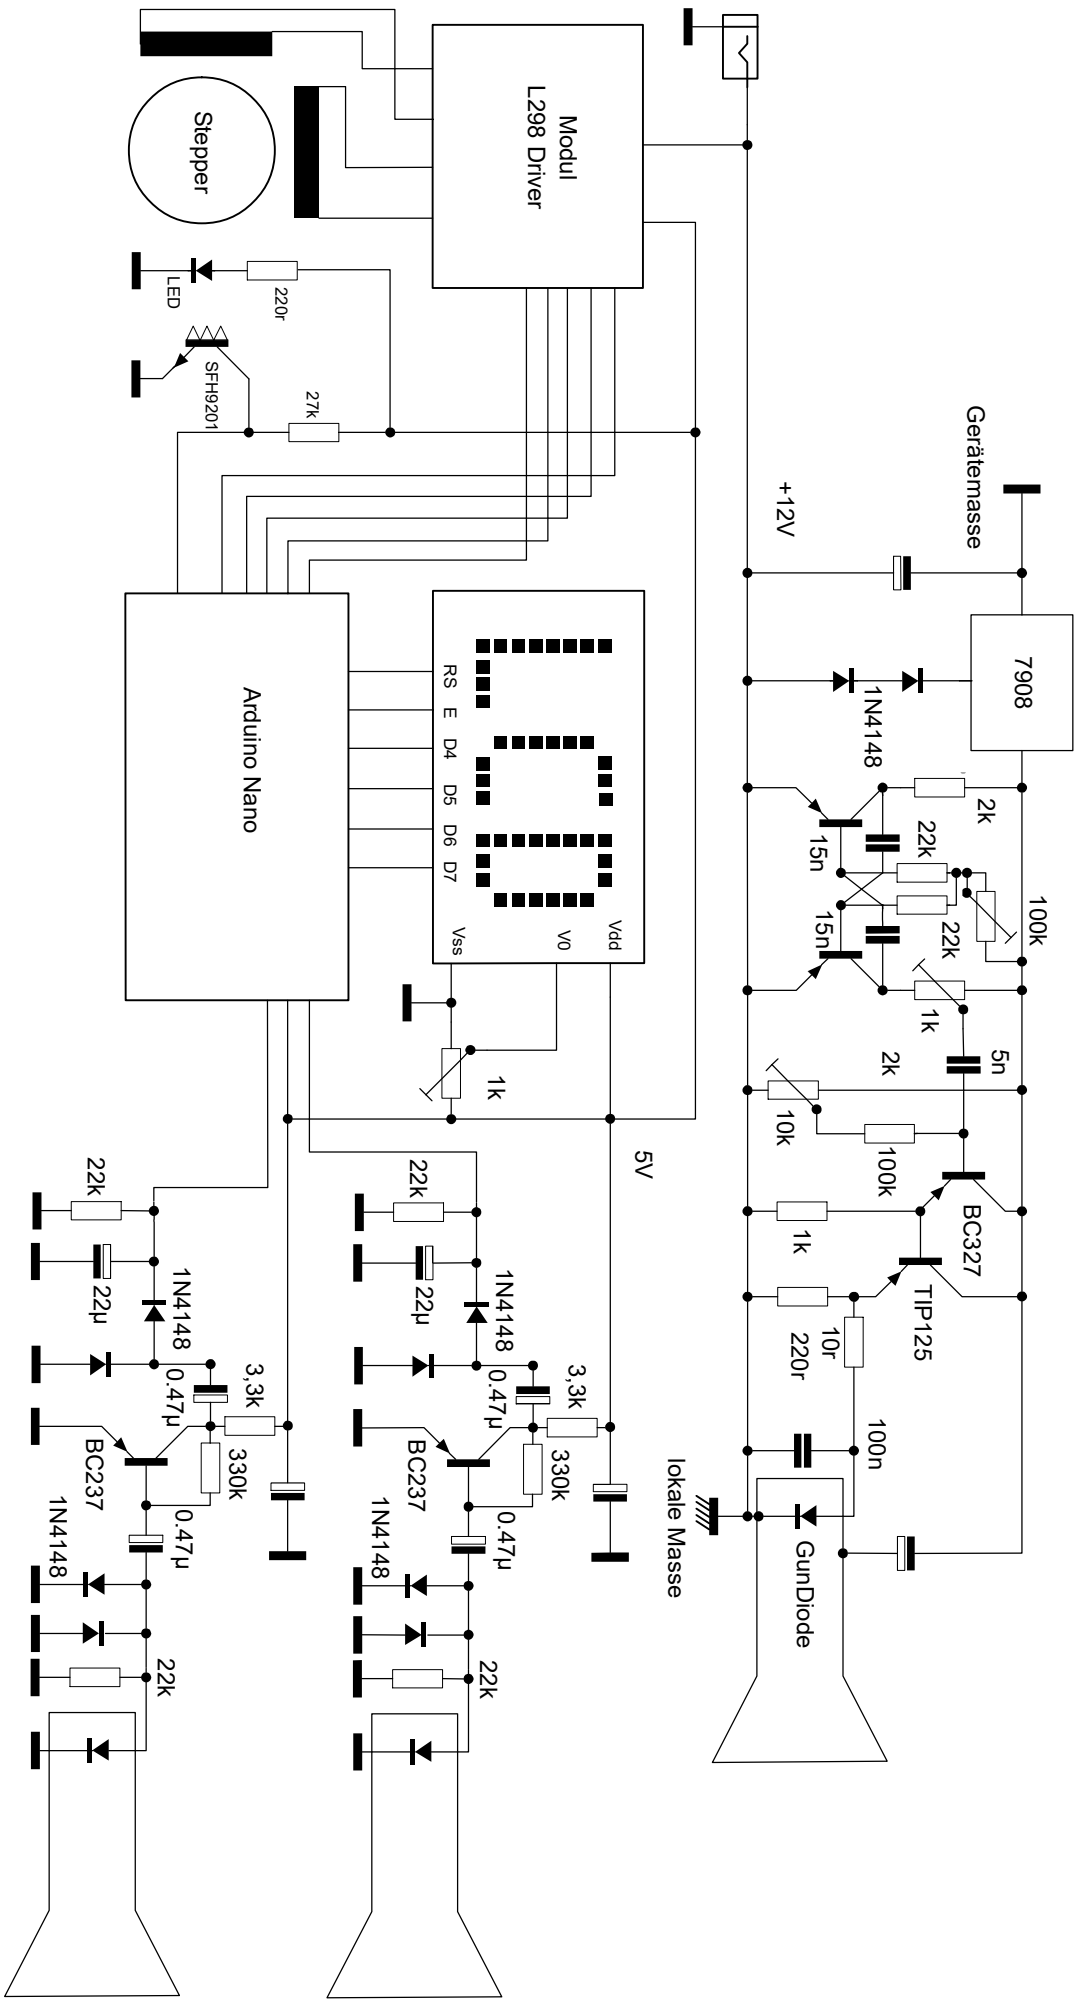 Modul
L298 Driver
Stepper
LED
220r
SFH9201
27k
Gerätemasse
+12V
7908
1N4148
2k
22k
15n
100k
22k
15n
1k
5n
2k
10k
100k
BC327
1k
TIP125
10r
220r
100n
GunDiode
lokale Masse
Arduino Nano
LCD
RS
E
D4
D5
D6
D7
Vss
V0
Vdd
1k
5V
22k
22µ
1N4148
0.47µ
3,3k
330k
BC237
0.47µ
1N4148
22k
22k
22µ
1N4148
0.47µ
3,3k
330k
BC237
0.47µ
1N4148
22k